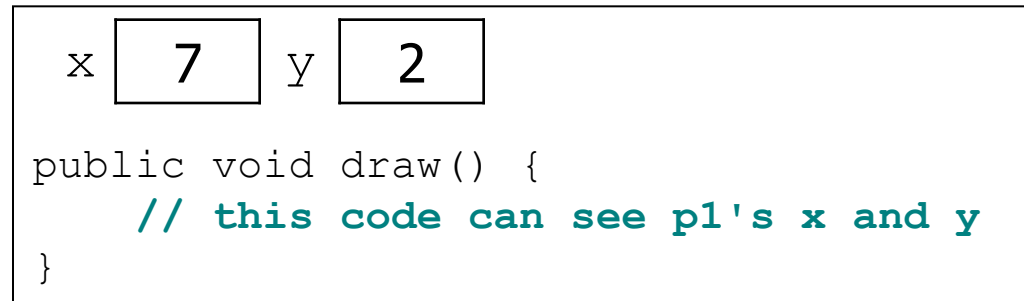 x 7 y 2
public void draw() {
// this code can see p1's x and y
}